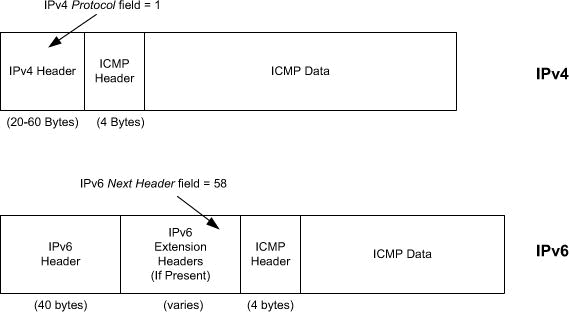 IPv4 Protocol field = 1
IPv4 Header
ICMP
Header
ICMP Data
IPv4
(20-60 Bytes)
(4 Bytes)
IPv6 Next Header field = 58
IPv6
Header
IPv6
Extension
Headers
(If Present)
ICMP
Header
ICMP Data
IPv6
(40 bytes)
(varies)
(4 bytes)